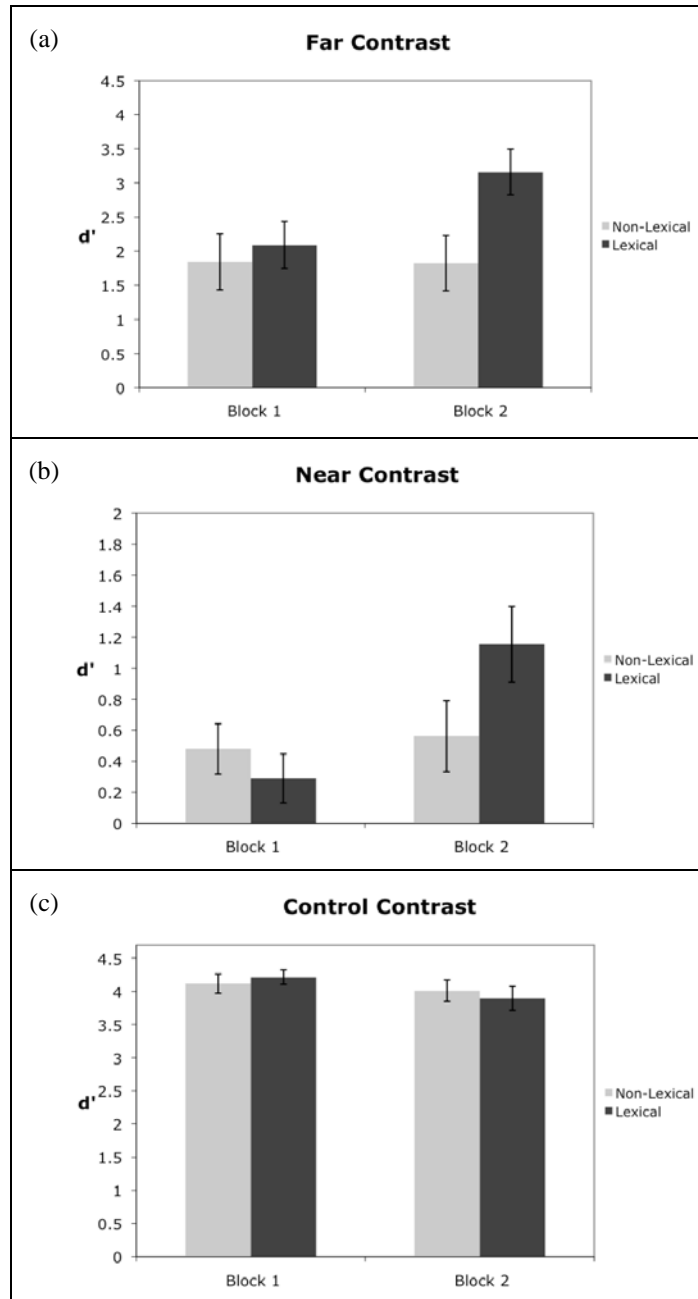 (a)
Far Contrast
4.5
4
3.5
3
2.5
d'
2
1.5
1
0.5
0
Block 1 Block 2
Non-Lexical
Lexical
(b)
Near Contrast
2
1.8
1.6
1.4
1.2
d'
1
0.8
0.6
0.4
0.2
0
Block 1 Block 2
Non-Lexical
Lexical
(c)
Control Contrast
4.5
4
3.5
3
2.5
d'
2
1.5
1
0.5
0
Block 1 Block 2
Non-Lexical
Lexical